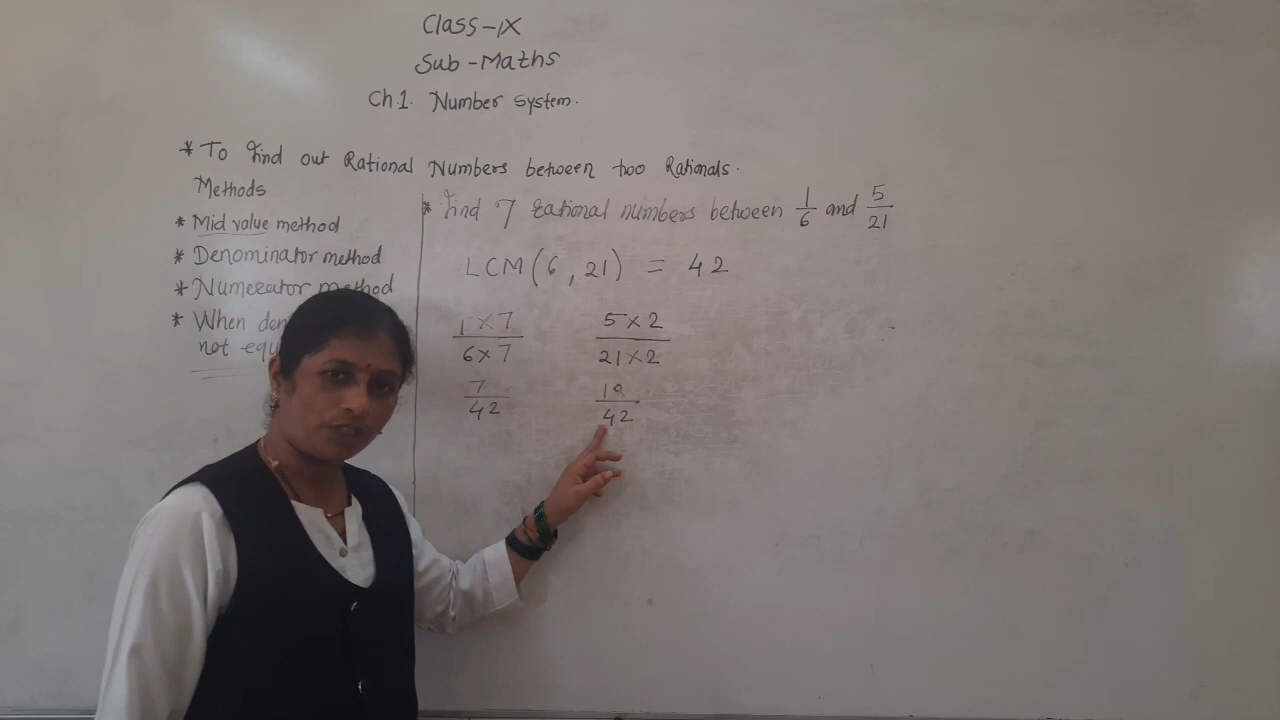 Class-IX
Sub-Maths
Ch.1. Number System.
* To find out Rational Numbers between two Rationals.
Methods
* Mid value method
* Denominator method
* Numerator method
* When den
not equ
* find 7 rational numbers between 1/6 and 5/21
LCM(6, 21) = 42
1×7/6×7 5×2/21×2
7/42 10/42